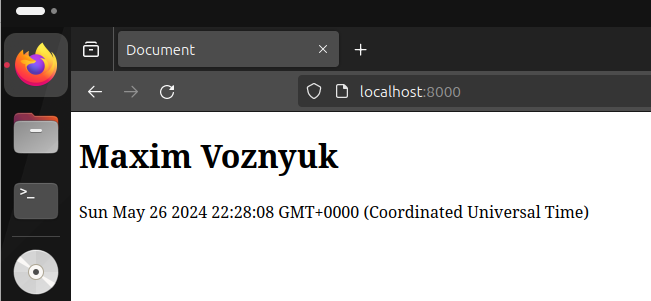 Document
localhost:8000
Maxim Voznyuk
Sun May 26 2024 22:28:08 GMT+0000 (Coordinated Universal Time)